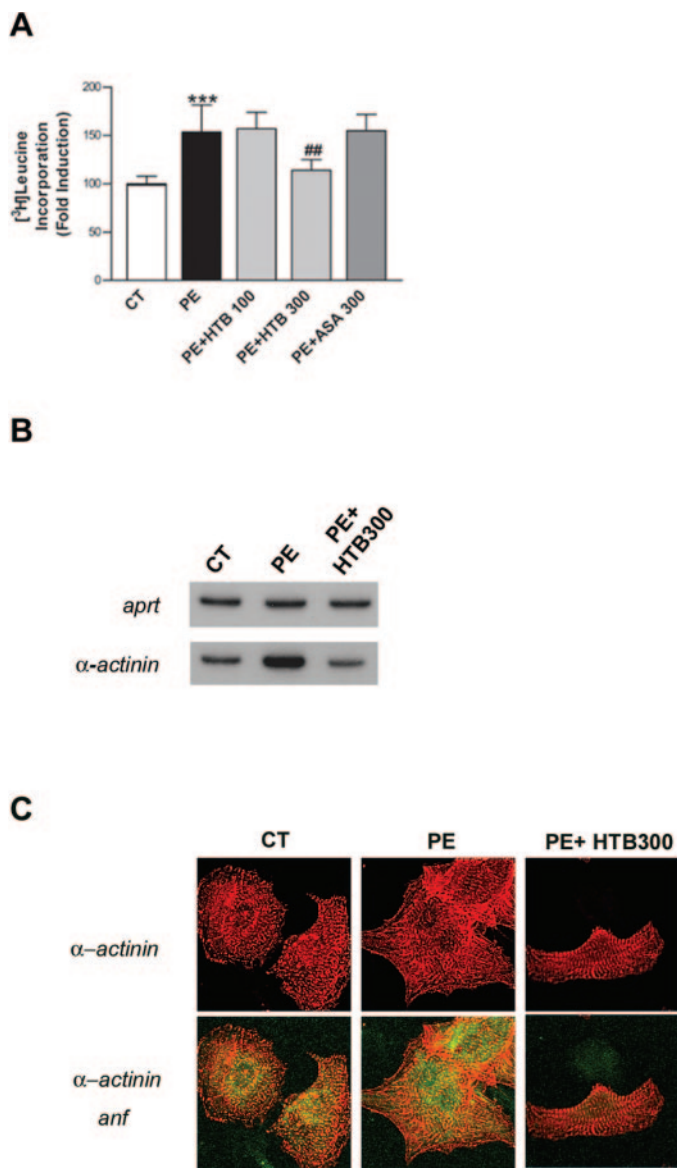 A
[³H]Leucine
Incorporation
(Fold Induction)
200
150
100
50
0
***
##
CT
PE
PE+HTB 100
PE+HTB 300
PE+ASA 300
B
CT
PE
PE+
HTB300
aprt
α-actinin
C
CT
PE
PE+ HTB300
α–actinin
α–actinin
anf